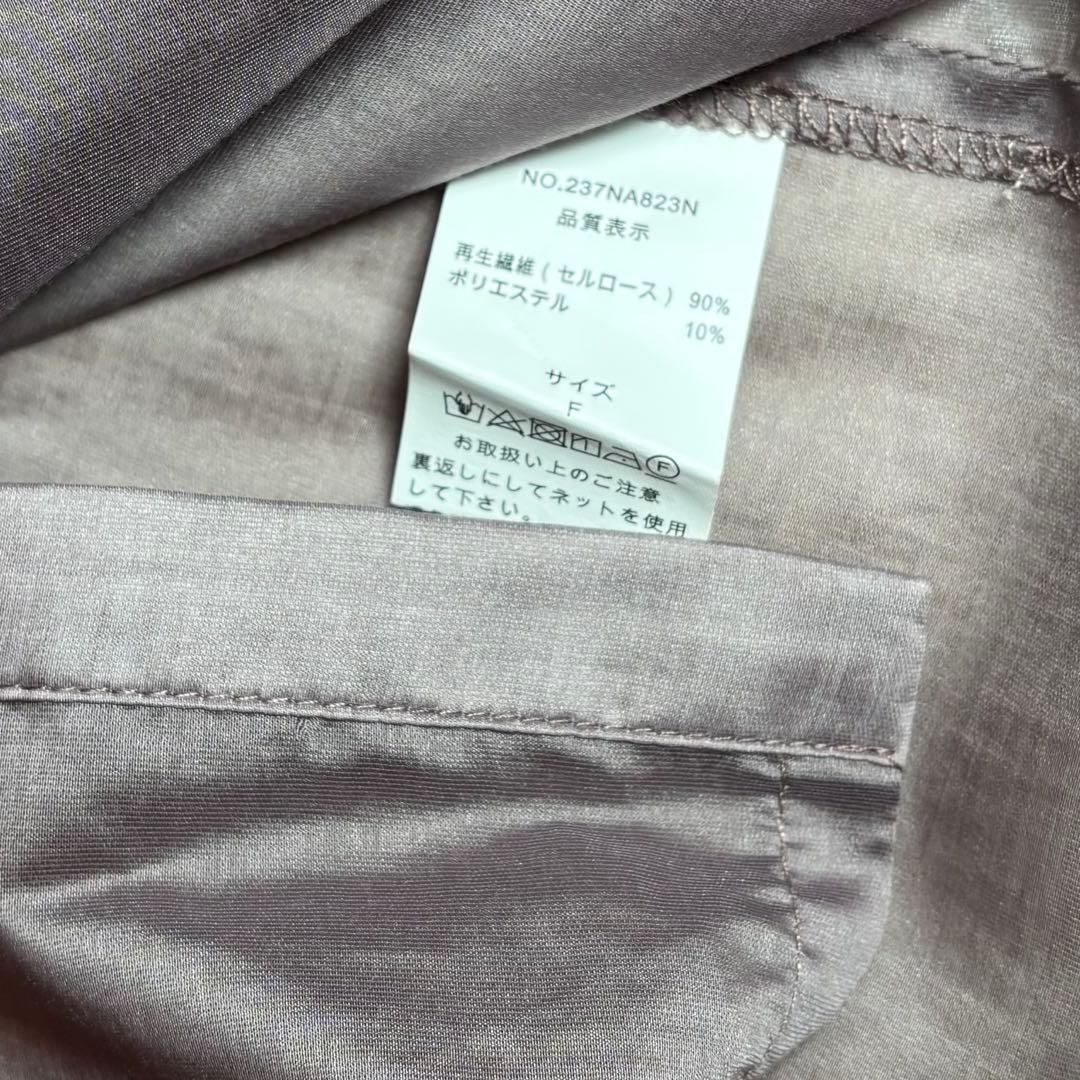 NO.237NA823N
品質表示
再生繊維 ( セルロース ) 90%
ポリエステル 10%
サイズ
F
F
お取扱い上のご注意
裏返しにしてネットを使用
して下さい。